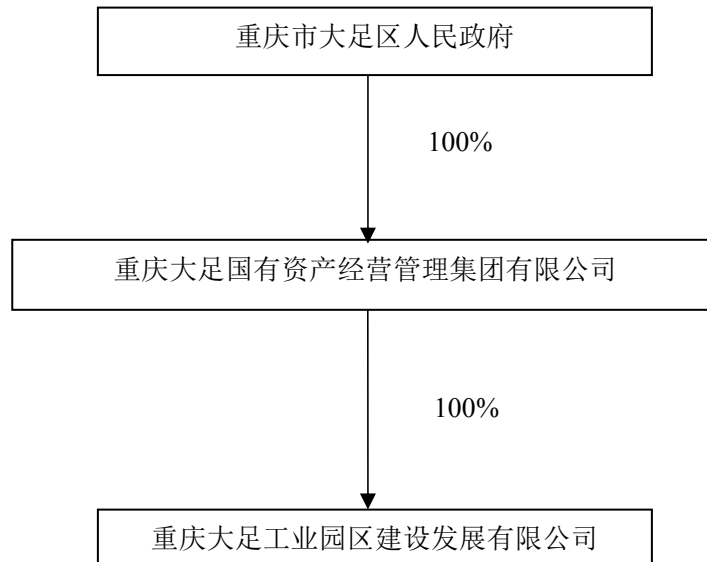 重庆市大足区人民政府
100%
重庆大足国有资产经营管理集团有限公司
100%
重庆大足工业园区建设发展有限公司